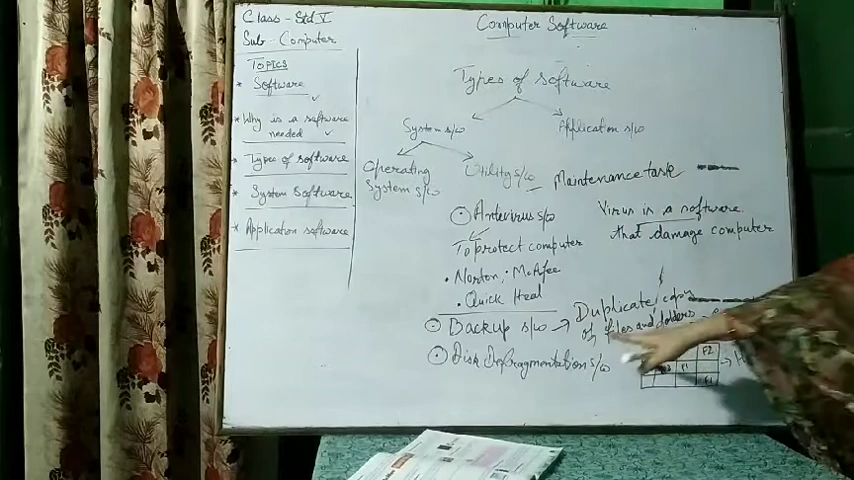 Class - Std V
Sub - Computer
Topics
* Software
* Why is a software
needed
* Types of software
* System software
* Application software
Computer Software
Types of software
System s/w
Application s/w
Operating
System s/w
Utility s/w - Maintenance task
Antivirus s/w
To protect computer
• Norton, • McAfee
• Quick Heal
Virus is a software
that damage computer
Backup s/w → Duplicate copy
of files and folders
Disk Defragmentation s/w
F2
F1